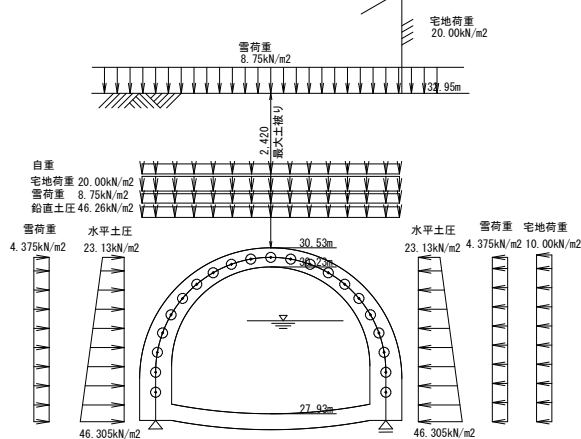 宅地荷重
20.00kN/m2
雪荷重
8.75kN/m2
32.95m
2,420
最大土被り
自重
宅地荷重 20.00kN/m2
雪荷重 8.75kN/m2
鉛直土圧 46.26kN/m2
雪荷重
4.375kN/m2
水平土圧
23.13kN/m2
30.53m
30.23m
水平土圧
23.13kN/m2
雪荷重
4.375kN/m2
宅地荷重
10.00kN/m2
27.93m
46.305kN/m2
46.305kN/m2